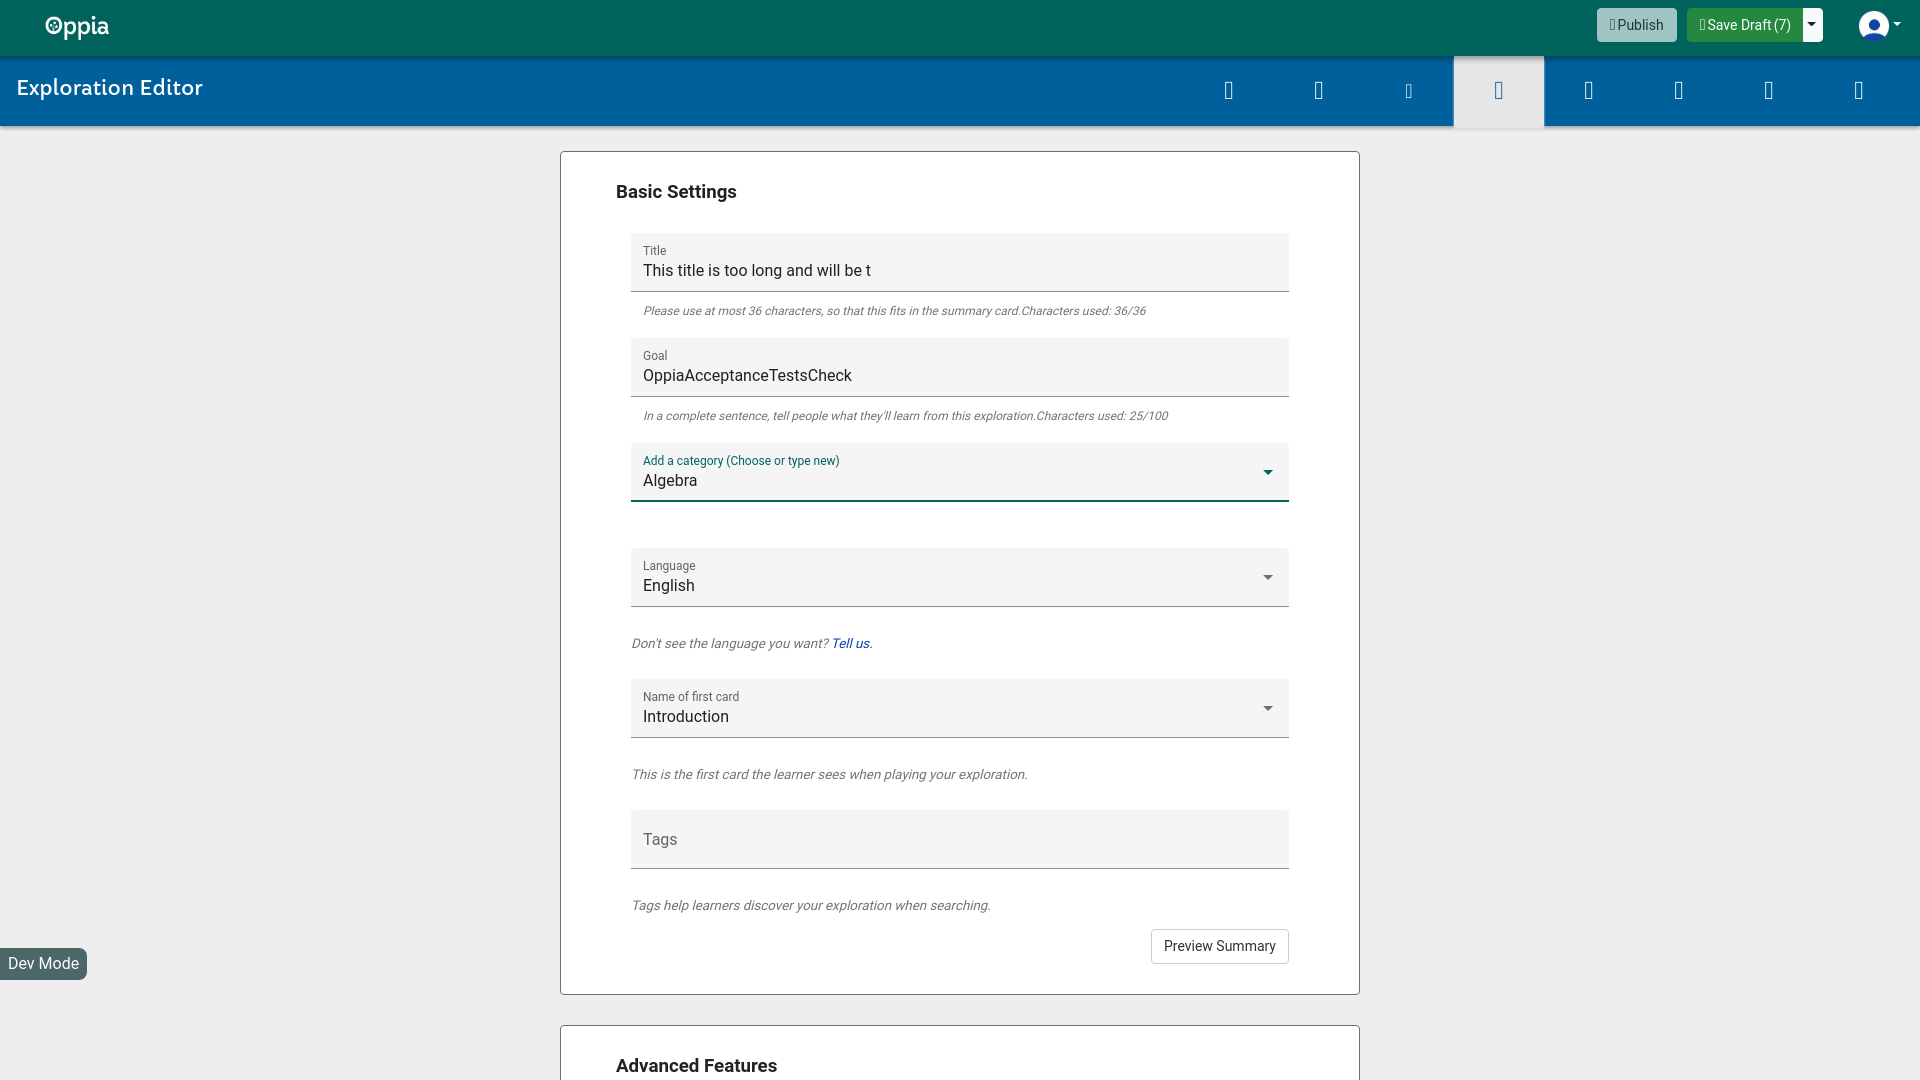 Oppia
Publish
Save Draft (7)
Exploration Editor
Basic Settings
Title
This title is too long and will be t
Please use at most 36 characters, so that this fits in the summary card.Characters used: 36/36
Goal
OppiaAcceptanceTestsCheck
In a complete sentence, tell people what they'll learn from this exploration.Characters used: 25/100
Add a category (Choose or type new)
Algebra
Language
English
Don't see the language you want? Tell us.
Name of first card
Introduction
This is the first card the learner sees when playing your exploration.
Tags
Tags help learners discover your exploration when searching.
Preview Summary
Dev Mode
Advanced Features